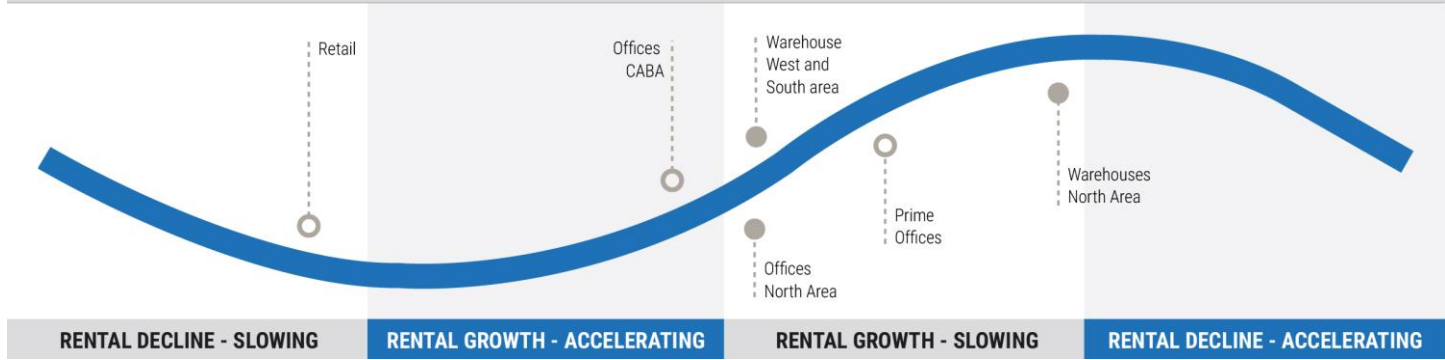 Retail
Offices
CABA
Warehouse
West and
South area
Offices
North Area
Prime
Offices
Warehouses
North Area
RENTAL DECLINE - SLOWING
RENTAL GROWTH - ACCELERATING
RENTAL GROWTH - SLOWING
RENTAL DECLINE - ACCELERATING